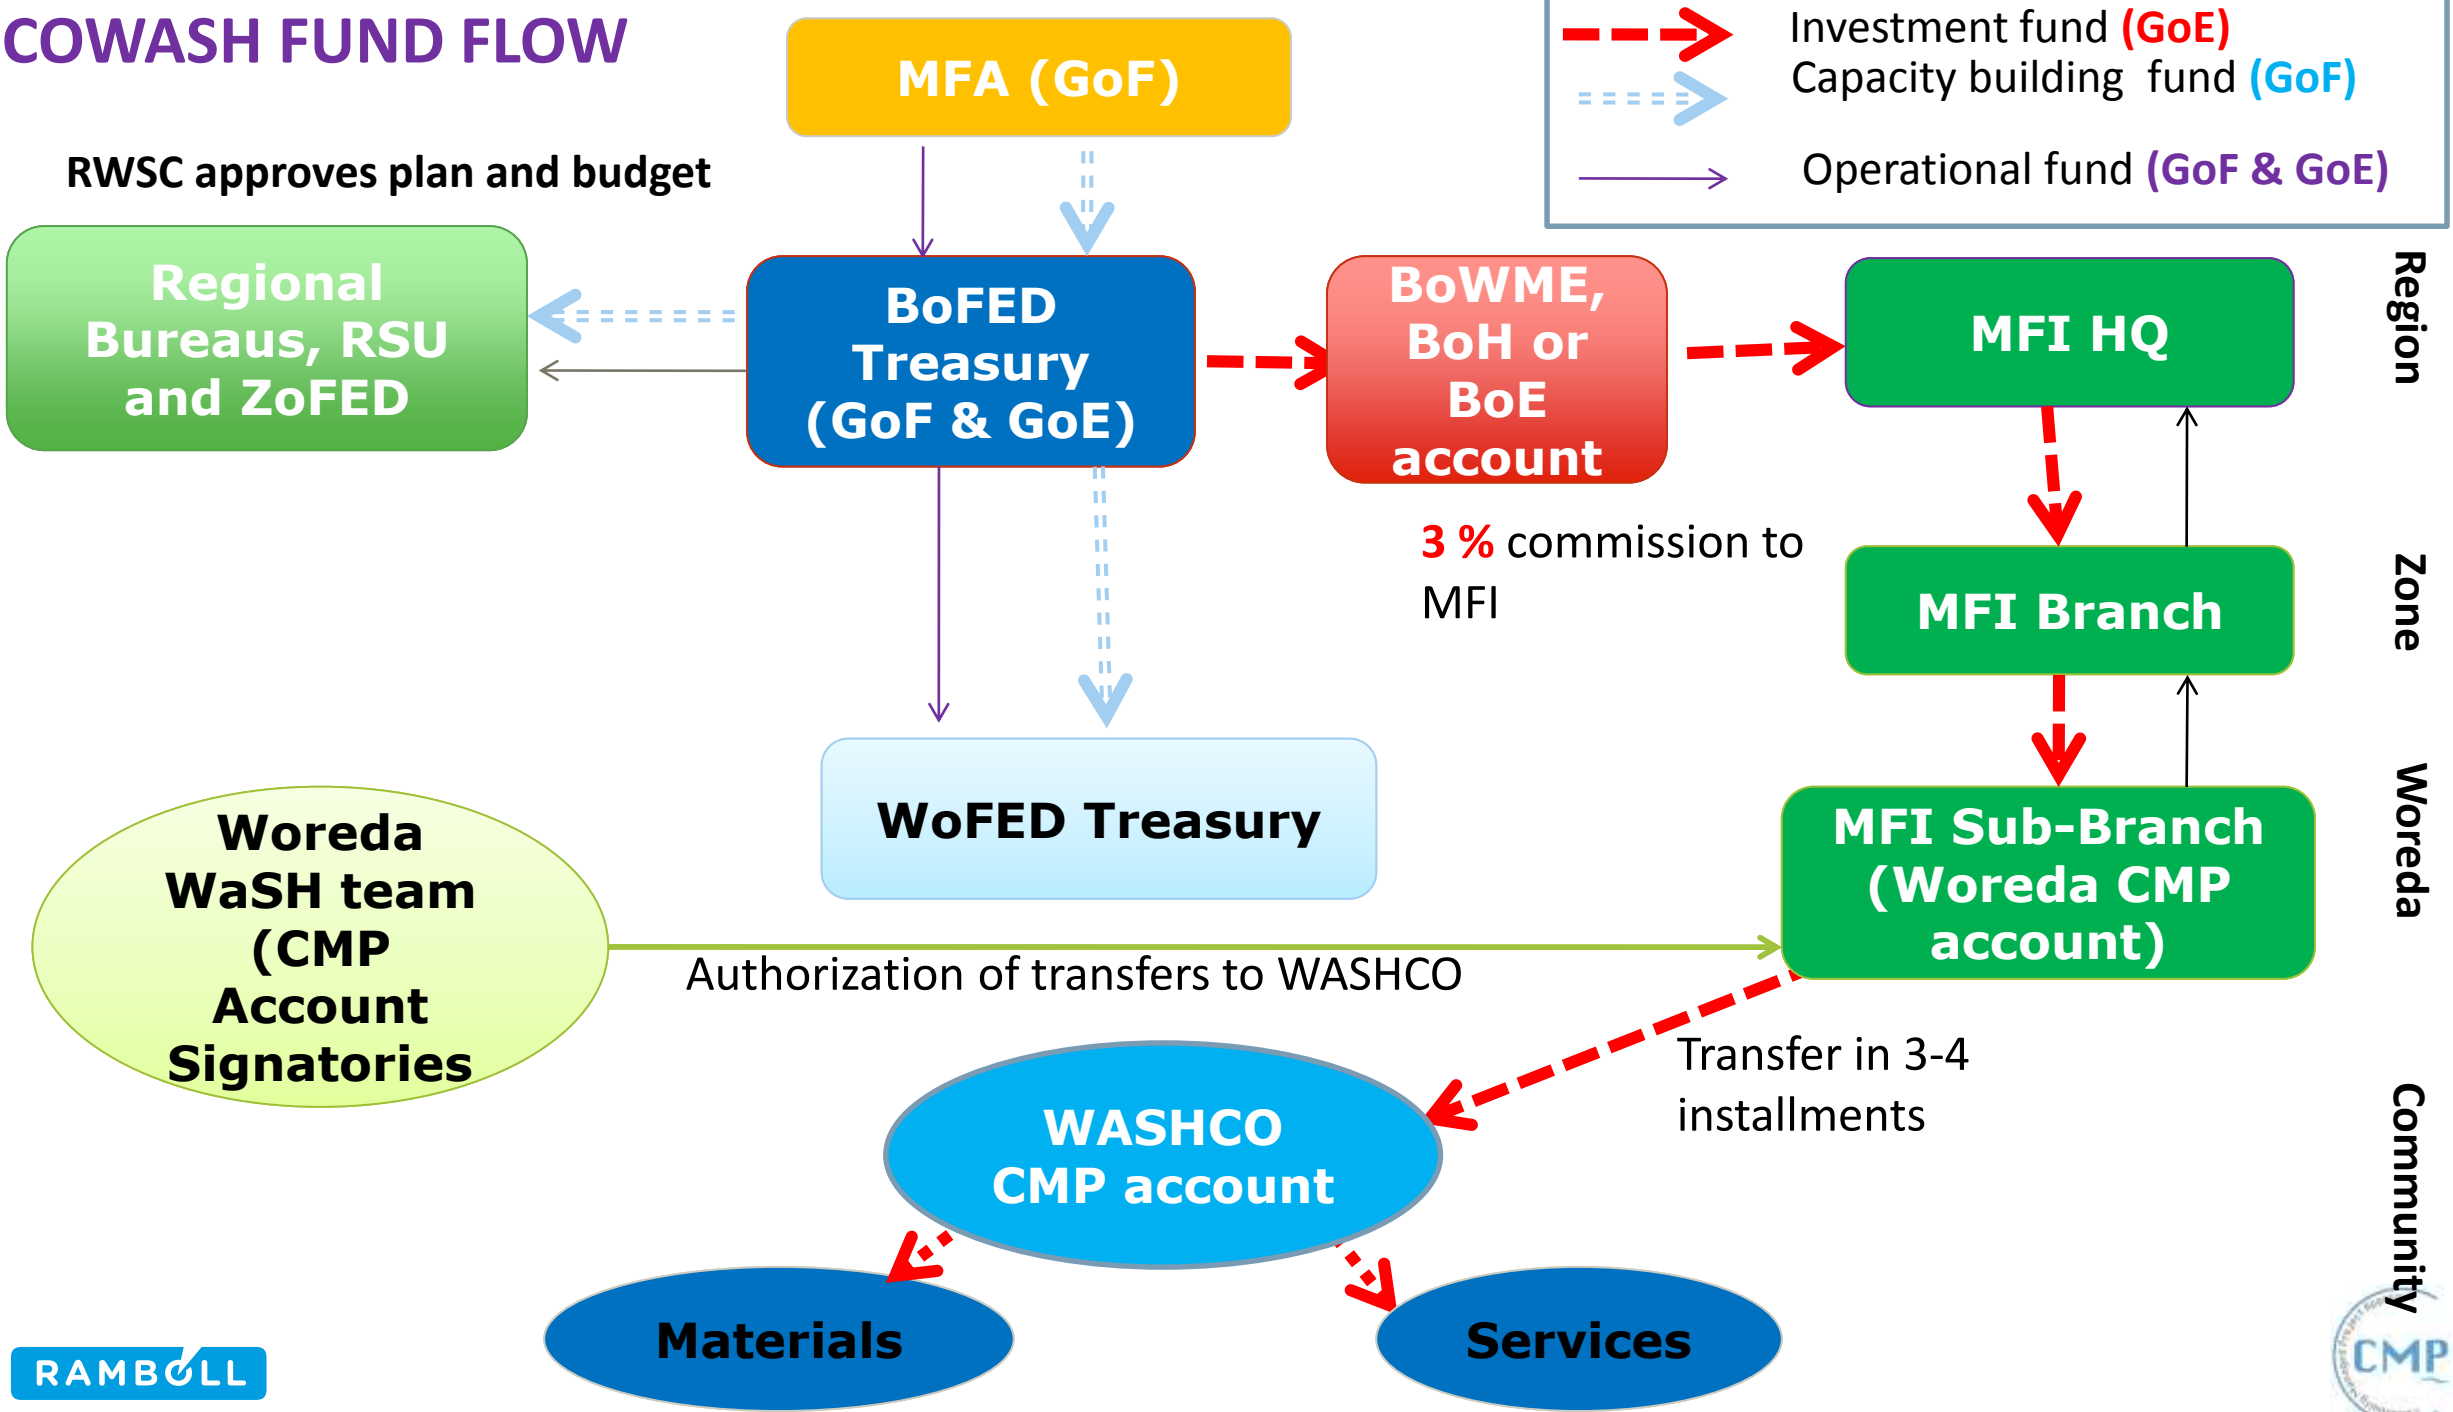 COWASH FUND FLOW
MFA (GoF)
Investment fund (GoE)
Capacity building fund (GoF)
Operational fund (GoF & GoE)
RWSC approves plan and budget
Regional
Bureaus, RSU
and ZoFED
BoFED
Treasury
(GoF & GoE)
BoWME,
BoH or
BoE
account
MFI HQ
Region
3 % commission to
MFI
MFI Branch
Zone
WoFED Treasury
MFI Sub-Branch
(Woreda CMP
account)
Woreda
Woreda
WaSH team
(CMP
Account
Signatories
Authorization of transfers to WASHCO
Transfer in 3-4
installments
WASHCO
CMP account
Community
Materials
Services
RAMBOLL
CMP